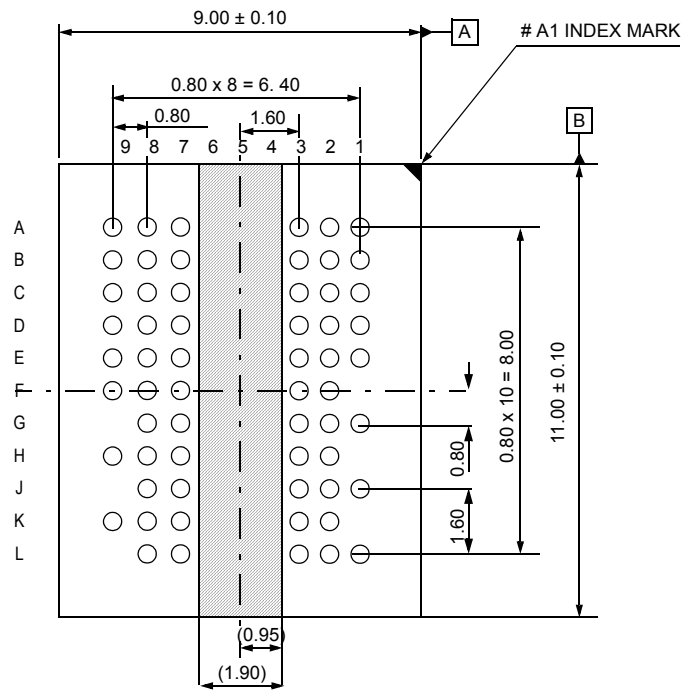 9.00 ± 0.10
A
# A1 INDEX MARK
0.80 x 8 = 6. 40
0.80
1.60
B
9 8 7 6 5 4 3 2 1
A
B
C
D
E
F
G
H
J
K
L
0.80
1.60
0.80 x 10 = 8.00
11.00 ± 0.10
(0.95)
(1.90)